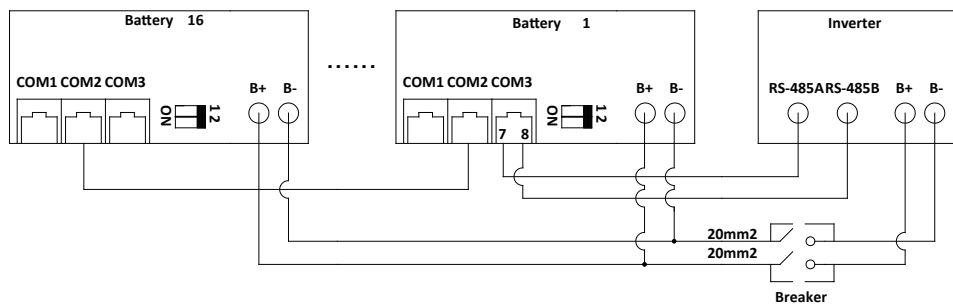 Battery 16
Battery 1
Inverter
......
COM1 COM2 COM3
B+ B-
ON
1 2
COM1 COM2 COM3
7 8
B+ B-
ON
1 2
RS-485A RS-485B B+ B-
20mm2
20mm2
Breaker